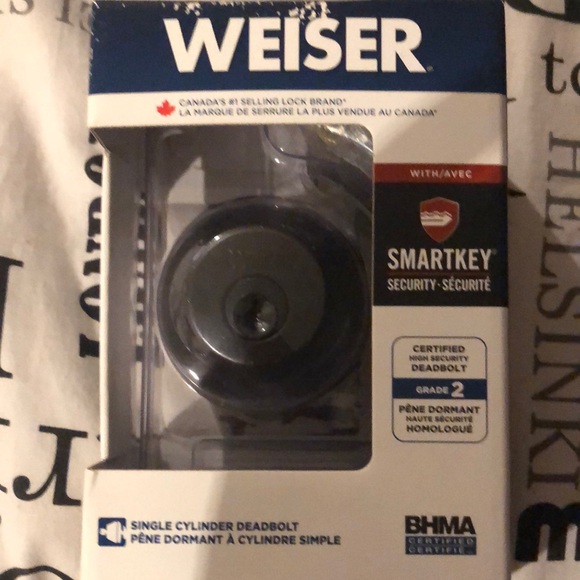 WEISER
CANADA'S #1 SELLING LOCK BRAND*
LA MARQUE DE SERRURE LA PLUS VENDUE AU CANADA*
WITH/AVEC
SMARTKEY
SECURITY · SÉCURITÉ
CERTIFIED
HIGH SECURITY
DEADBOLT
GRADE 2
PÊNE DORMANT
HAUTE SÉCURITÉ
HOMOLOGUÉ
SINGLE CYLINDER DEADBOLT
PÊNE DORMANT À CYLINDRE SIMPLE
BHMA
CERTIFIED
CERTIFIÉ
LONDO
HELSINKI
to